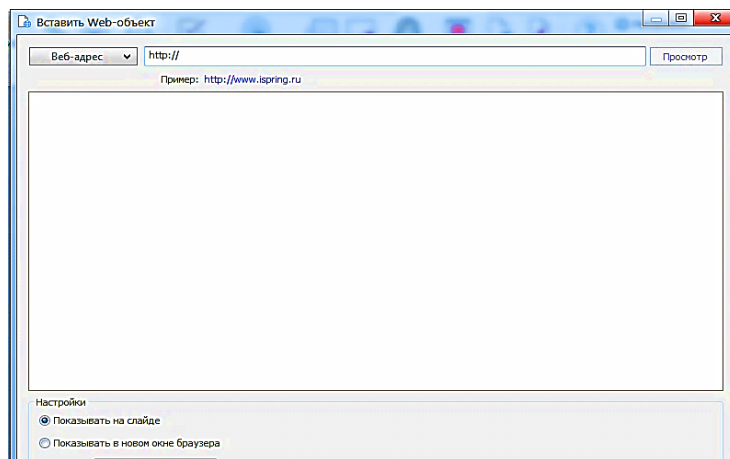 Вставить Web-объект
Веб-адрес http:// Просмотр
Пример: http://www.ispring.ru
Настройки
Показывать на слайде
Показывать в новом окне браузера